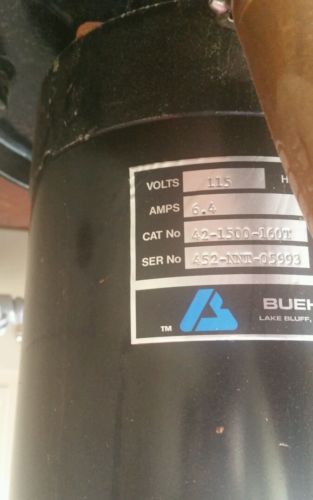 VOLTS 115 H
AMPS 6.4
CAT No 42-1500-160T
SER No 452-NNT-05993
BUEH
TM
LAKE BLUFF,